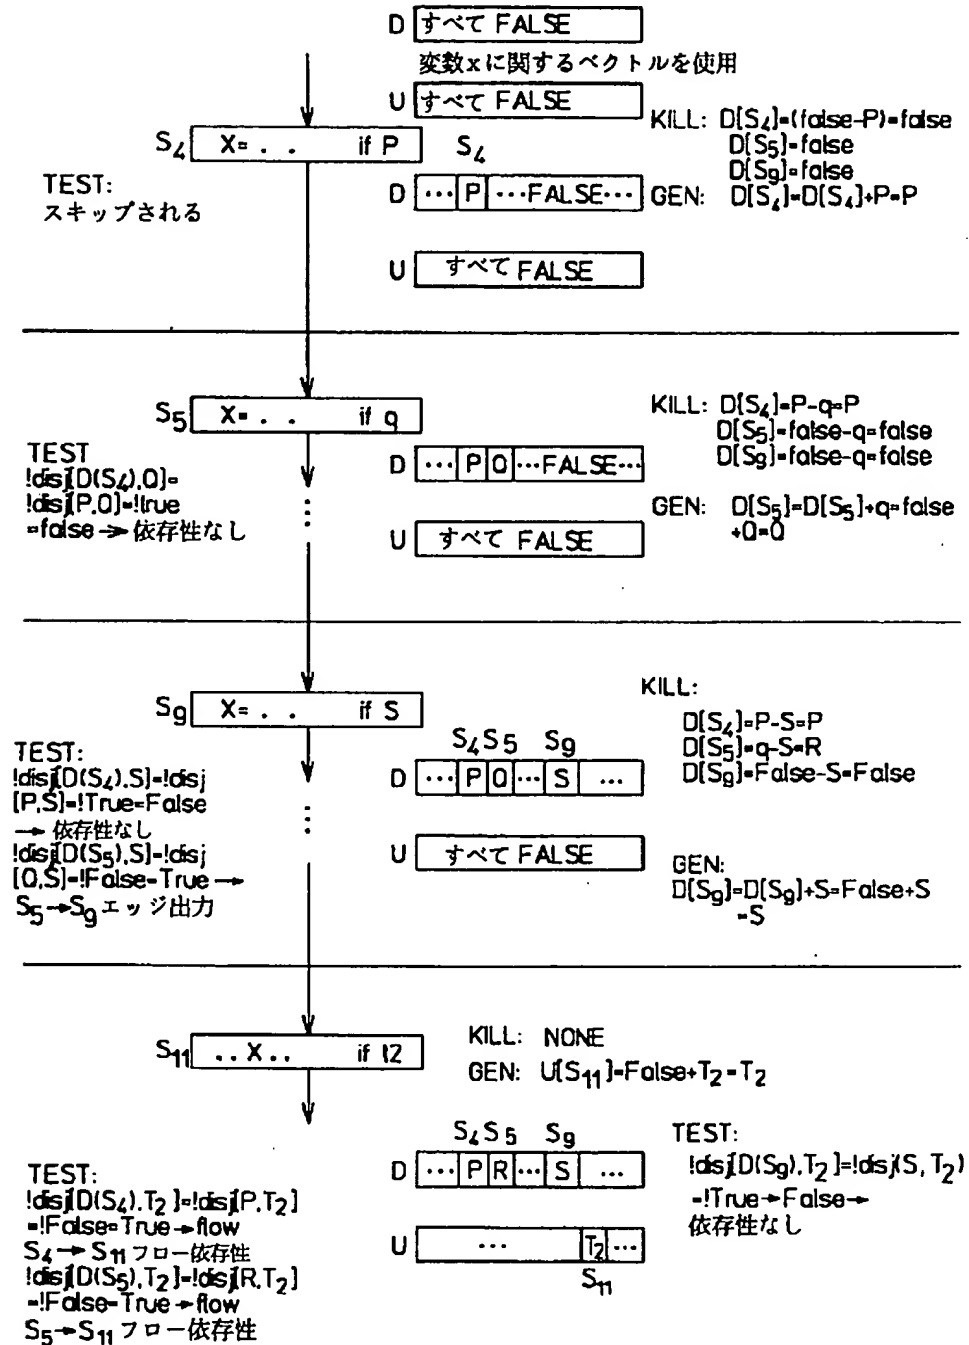 D すべて FALSE
変数xに関するベクトルを使用
U すべて FALSE
S4 X= . . if P S4
KILL: D[S4]=(false-P)=false
D[S5]=false
D[S9]=false
TEST:
スキップされる
D … P …FALSE…
GEN: D[S4]=D[S4]+P=P
U すべて FALSE
S5 X= . . if q
KILL: D[S4]=P-q=P
D[S5]=false-q=false
D[S9]=false-q=false
TEST
!disj[D(S4),Q]=
!disj[P,Q]=!true
=false→依存性なし
D … P Q …FALSE…
GEN: D[S5]=D[S5]+q=false
+Q=Q
U すべて FALSE
S9 X= . . if S
KILL:
D[S4]=P-S=P
D[S5]=q-S=R
D[S9]=False-S=False
TEST:
!disj[D(S4),S]=!disj
[P,S]=!True=False
→ 依存性なし
!disj[D(S5),S]=!disj
[Q,S]=!False=True→
S5→S9エッジ出力
S4 S5 S9
D … P Q … S …
U すべて FALSE
GEN:
D[S9]=D[S9]+S=False+S
=S
S11 ..X.. if t2
KILL: NONE
GEN: U[S11]=False+T2=T2
TEST:
!disj[D(S4),T2]=!disj[P,T2]
=!False=True→flow
S4→S11フロー依存性
!disj[D(S5),T2]=!disj[R,T2]
=!False=True→flow
S5→S11フロー依存性
S4 S5 S9
D … P R … S …
U … T2 …
S11
TEST:
!disj[D(S9),T2]=!disj(S,T2)
=!True→False→
依存性なし